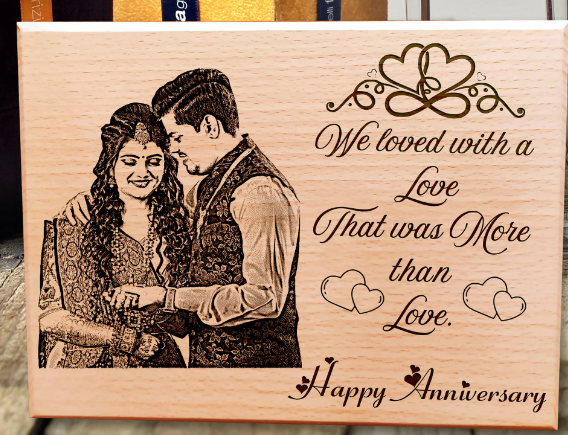 We loved with a
Love
That was More
than
Love.
Happy Anniversary